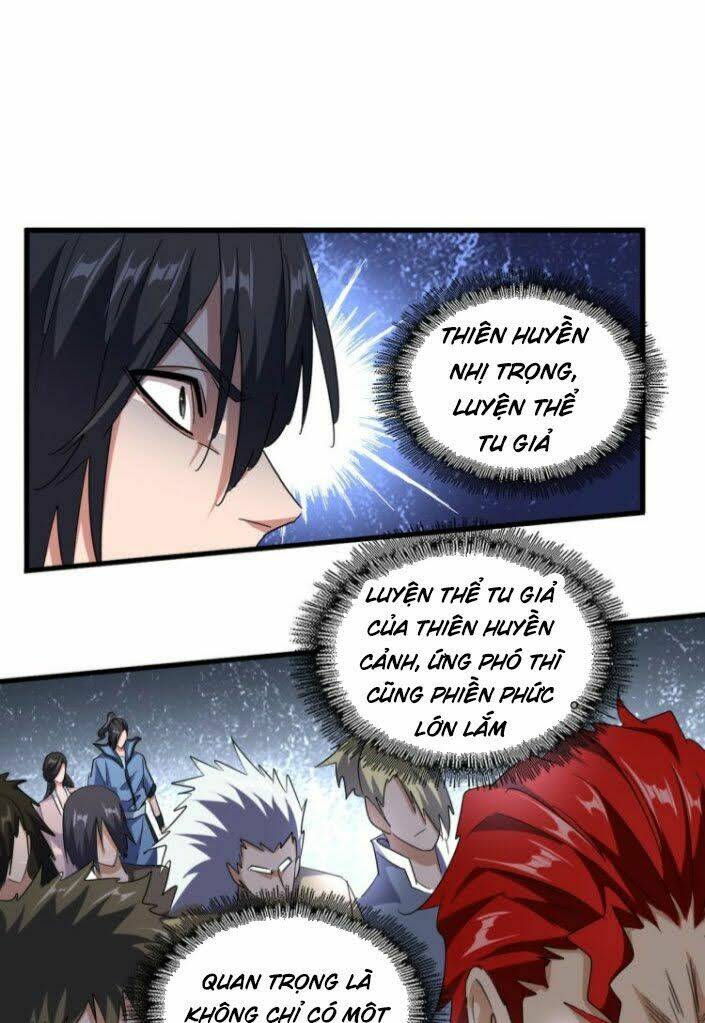 THIÊN HUYỀN
NHỊ TRỌNG,
LUYỆN THỂ
TU GIẢ
LUYỆN THỂ TU GIẢ
CỦA THIÊN HUYỀN
CẢNH, ỨNG PHÓ THÌ
CŨNG PHIỀN PHỨC
LỚN LẮM
QUAN TRỌNG LÀ
KHÔNG CHỈ CÓ MỘT